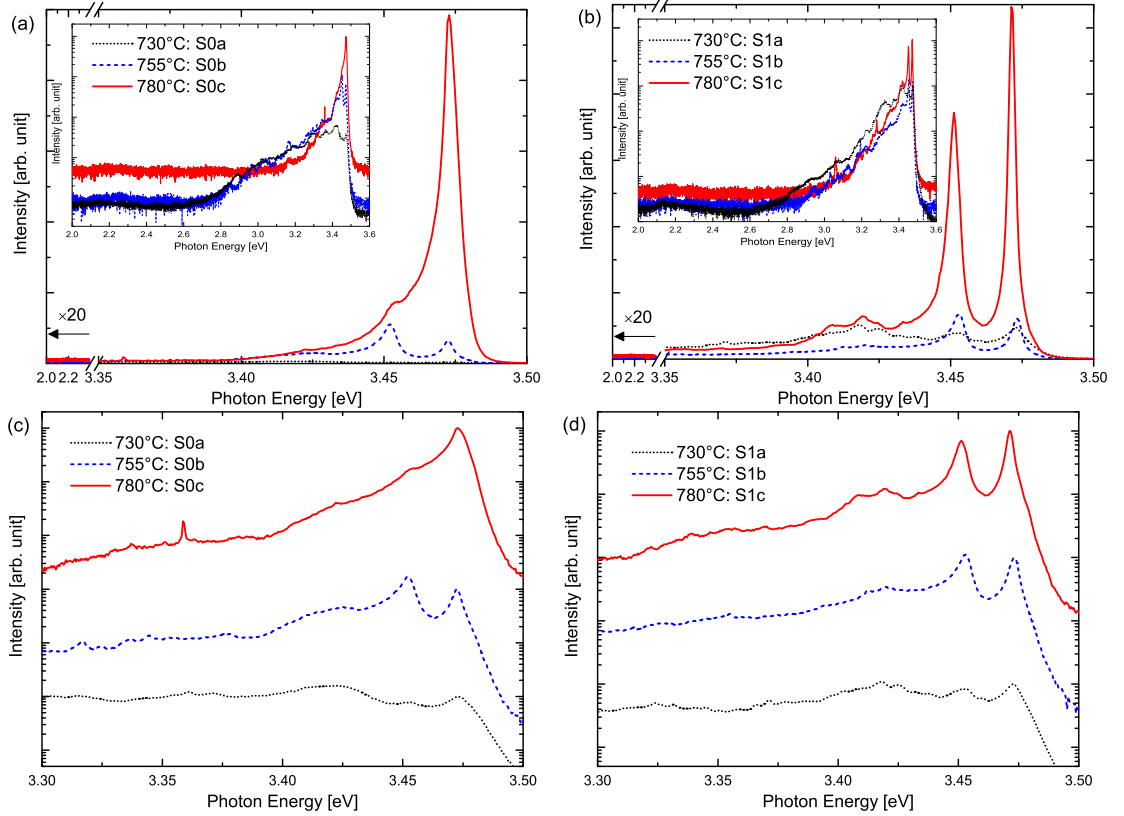 (a)
730°C: S0a
755°C: S0b
780°C: S0c
Intensity [arb. unit]
2.0 2.2 2.4 2.6 2.8 3.0 3.2 3.4 3.6
Photon Energy [eV]
Intensity [arb. unit]
×20
2.0 2.2 3.35 3.40 3.45 3.50
Photon Energy [eV]
(b)
730°C: S1a
755°C: S1b
780°C: S1c
Intensity [arb. unit]
2.0 2.2 2.4 2.6 2.8 3.0 3.2 3.4 3.6
Photon Energy [eV]
Intensity [arb. unit]
×20
2.0 2.2 3.35 3.40 3.45 3.50
Photon Energy [eV]
(c)
730°C: S0a
755°C: S0b
780°C: S0c
Intensity [arb. unit]
3.30 3.35 3.40 3.45 3.50
Photon Energy [eV]
(d)
730°C: S1a
755°C: S1b
780°C: S1c
Intensity [arb. unit]
3.30 3.35 3.40 3.45 3.50
Photon Energy [eV]